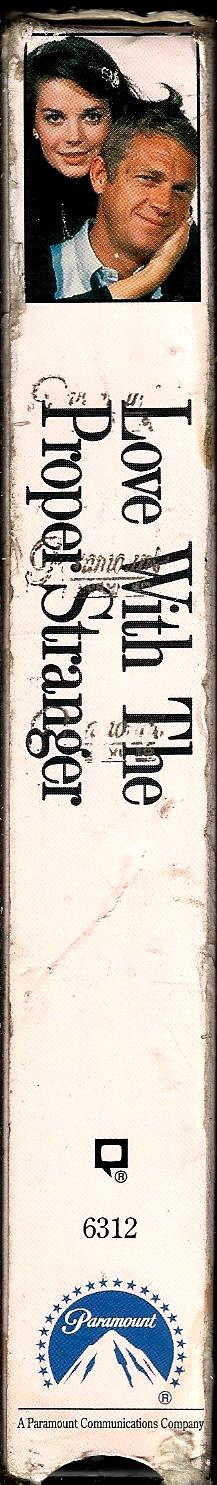 Love With The
Proper Stranger
®
6312
Paramount
®
A Paramount Communications Company